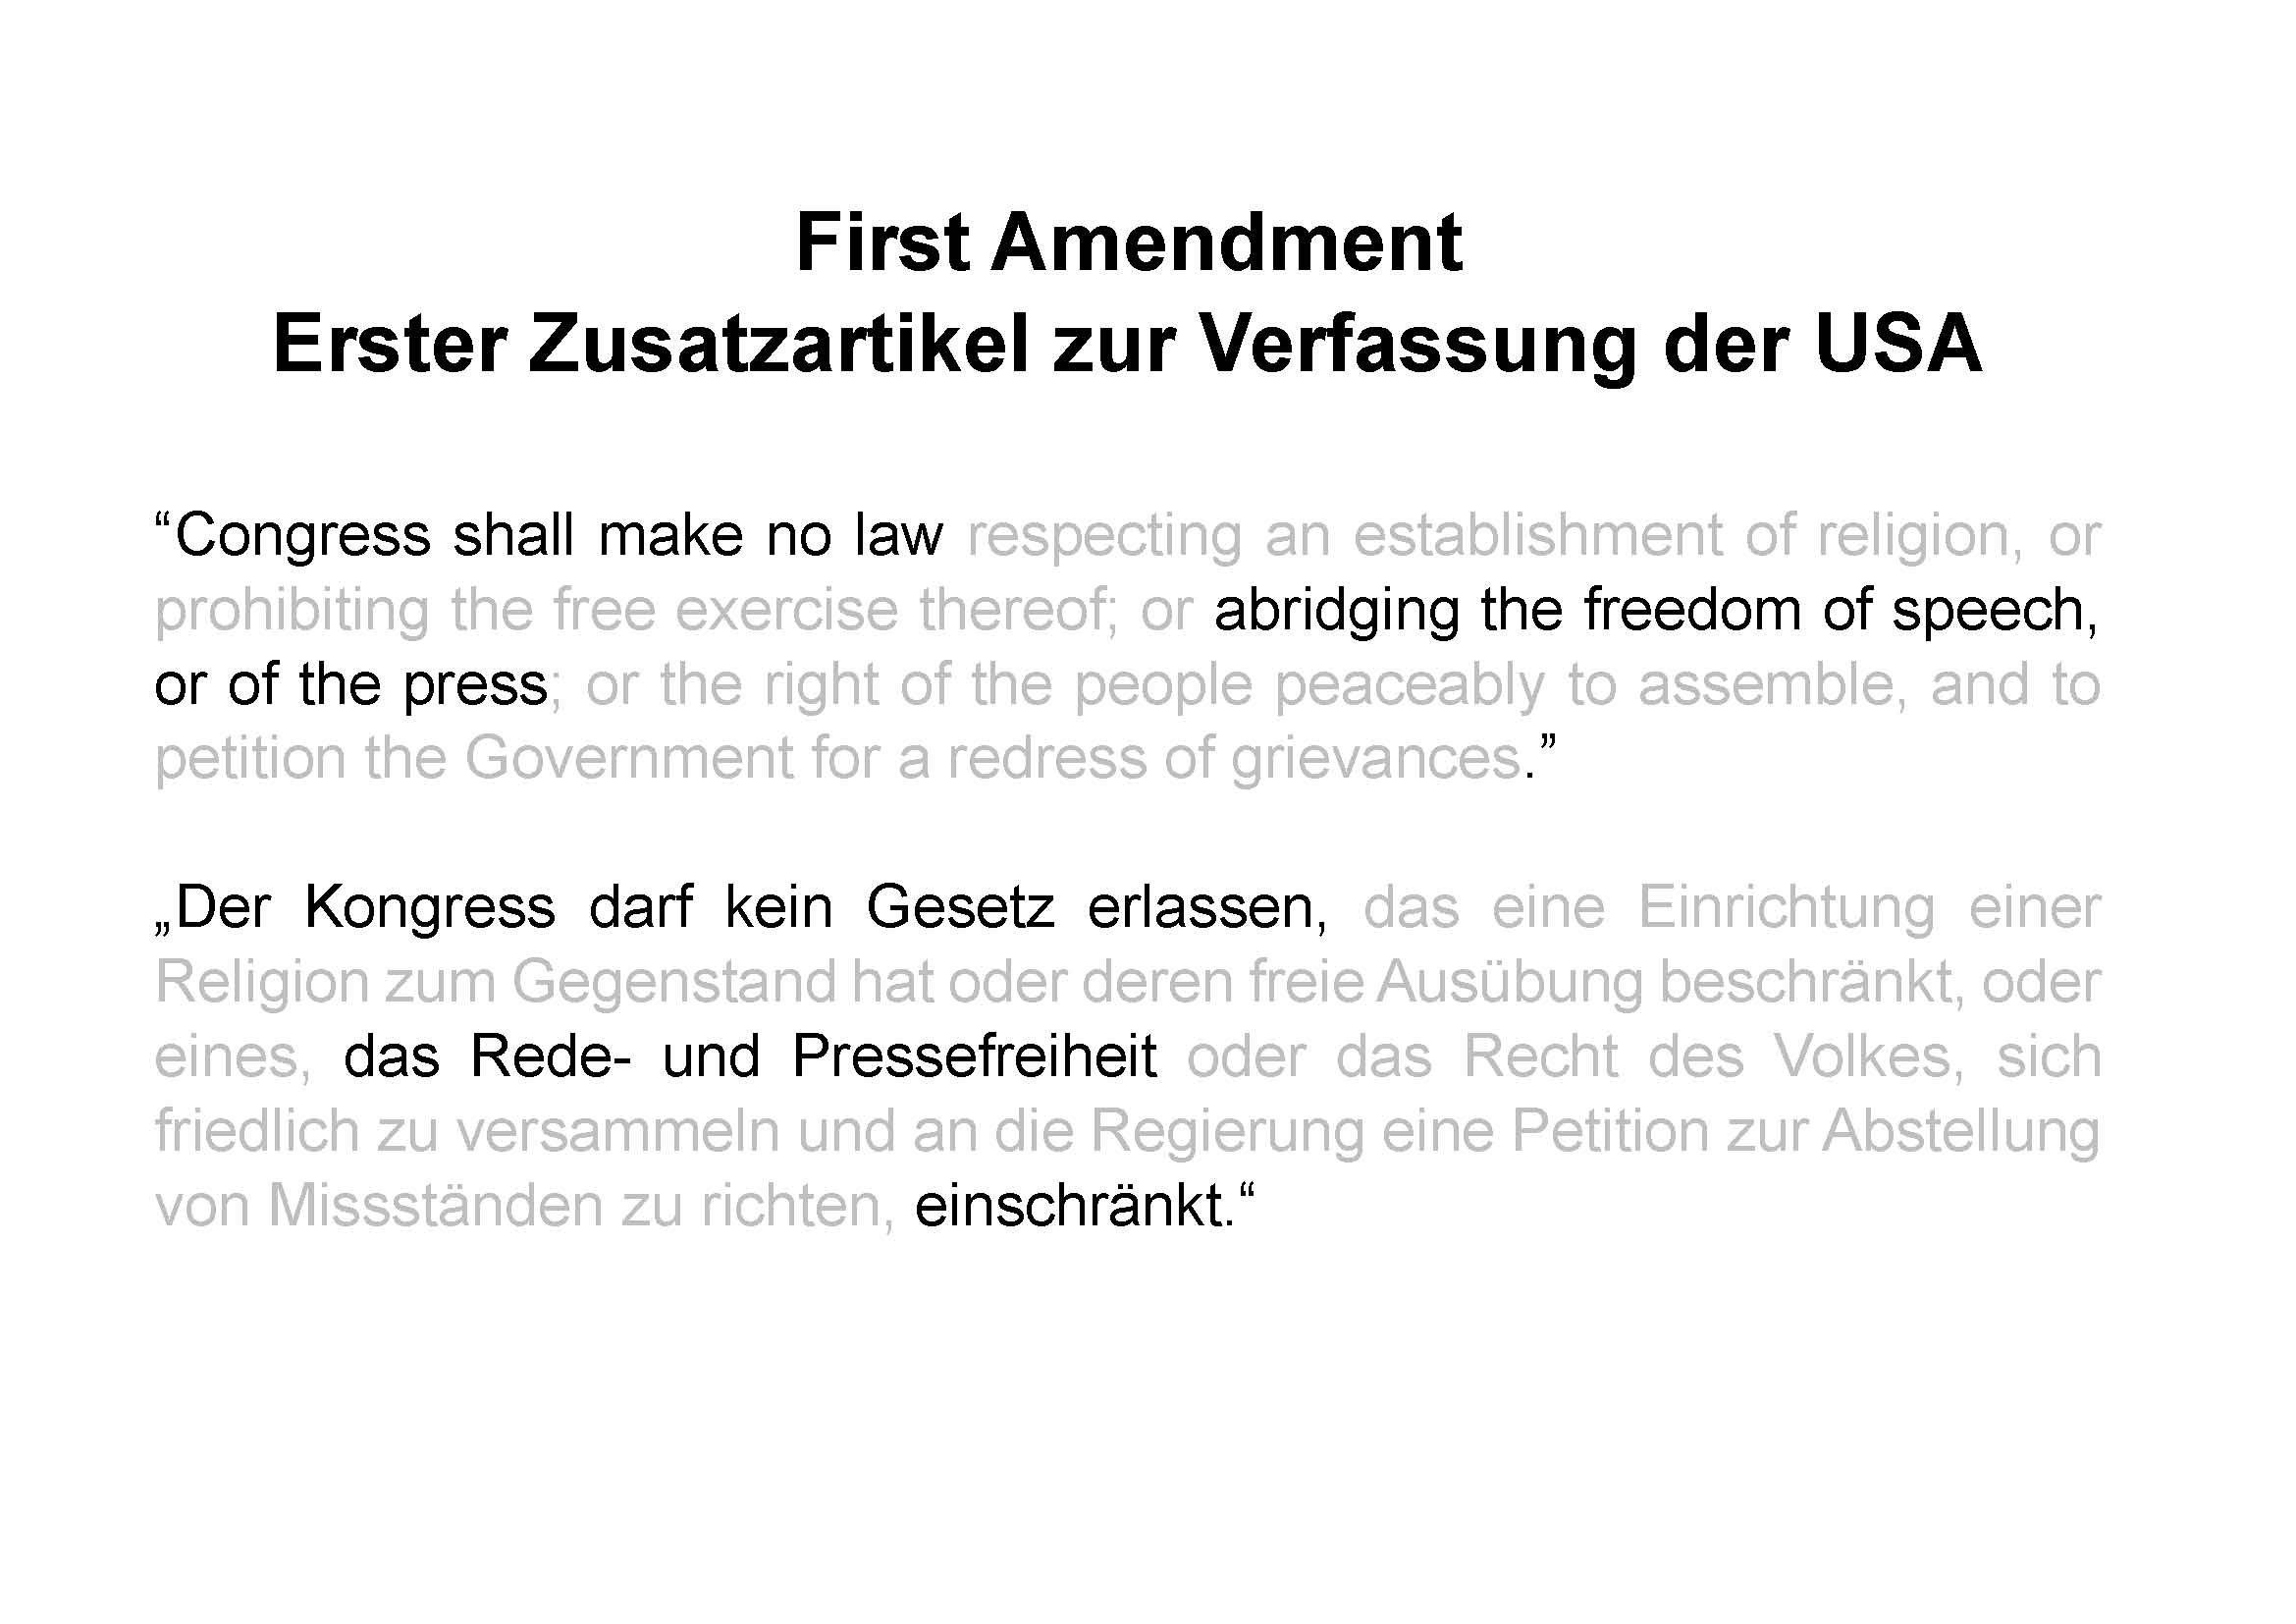 First Amendment
Erster Zusatzartikel zur Verfassung der USA
“Congress shall make no law respecting an establishment of religion, or
prohibiting the free exercise thereof; or abridging the freedom of speech,
or of the press; or the right of the people peaceably to assemble, and to
petition the Government for a redress of grievances.”
„Der Kongress darf kein Gesetz erlassen, das eine Einrichtung einer
Religion zum Gegenstand hat oder deren freie Ausübung beschränkt, oder
eines, das Rede- und Pressefreiheit oder das Recht des Volkes, sich
friedlich zu versammeln und an die Regierung eine Petition zur Abstellung
von Missständen zu richten, einschränkt.“